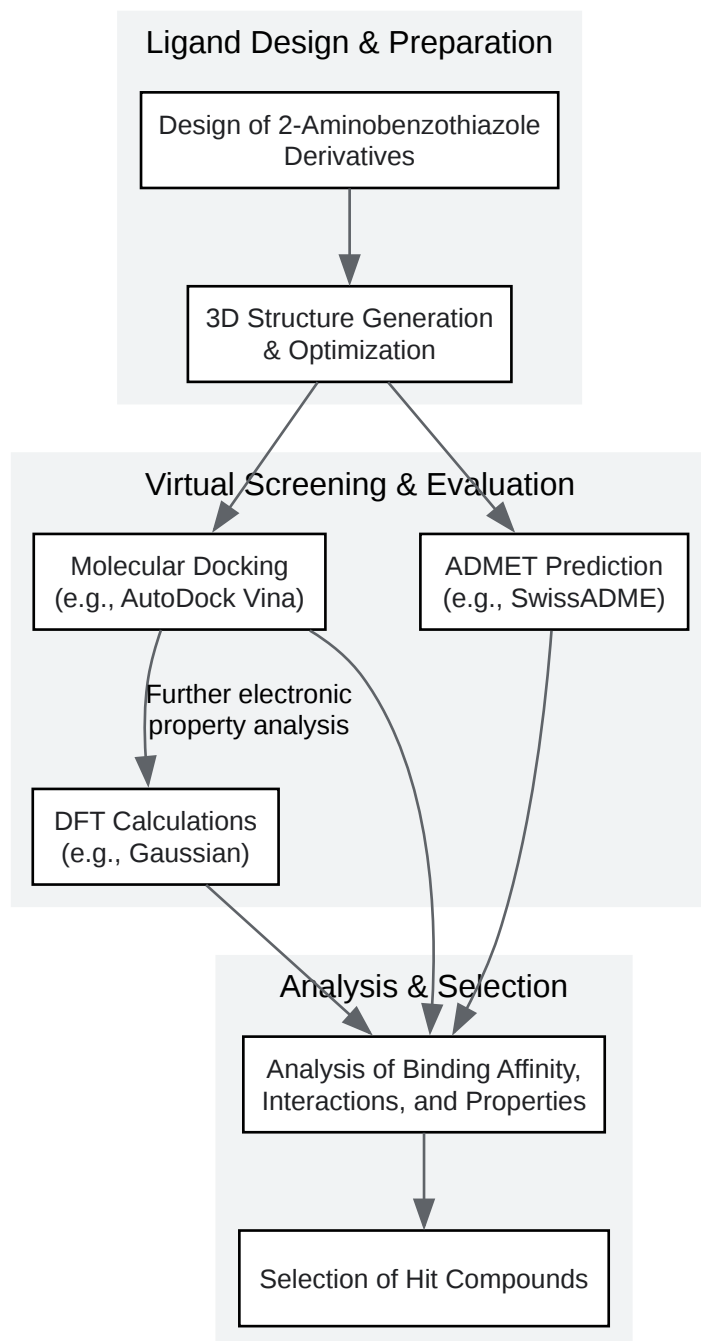 Ligand Design & Preparation
Design of 2-Aminobenzothiazole
Derivatives
3D Structure Generation
& Optimization
Virtual Screening & Evaluation
Molecular Docking
(e.g., AutoDock Vina)
ADMET Prediction
(e.g., SwissADME)
Further electronic
property analysis
DFT Calculations
(e.g., Gaussian)
Analysis & Selection
Analysis of Binding Affinity,
Interactions, and Properties
Selection of Hit Compounds